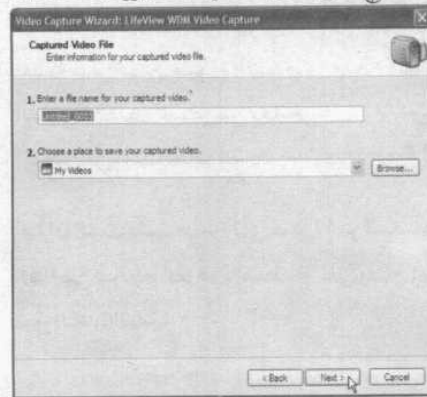 Video Capture Wizard: LifeView WDM Video Capture
Captured Video File
Enter information for your captured video file.
1. Enter a file name for your captured video.
2. Choose a place to save your captured video.
My Videos
Browse...
< Back
Next >
Cancel